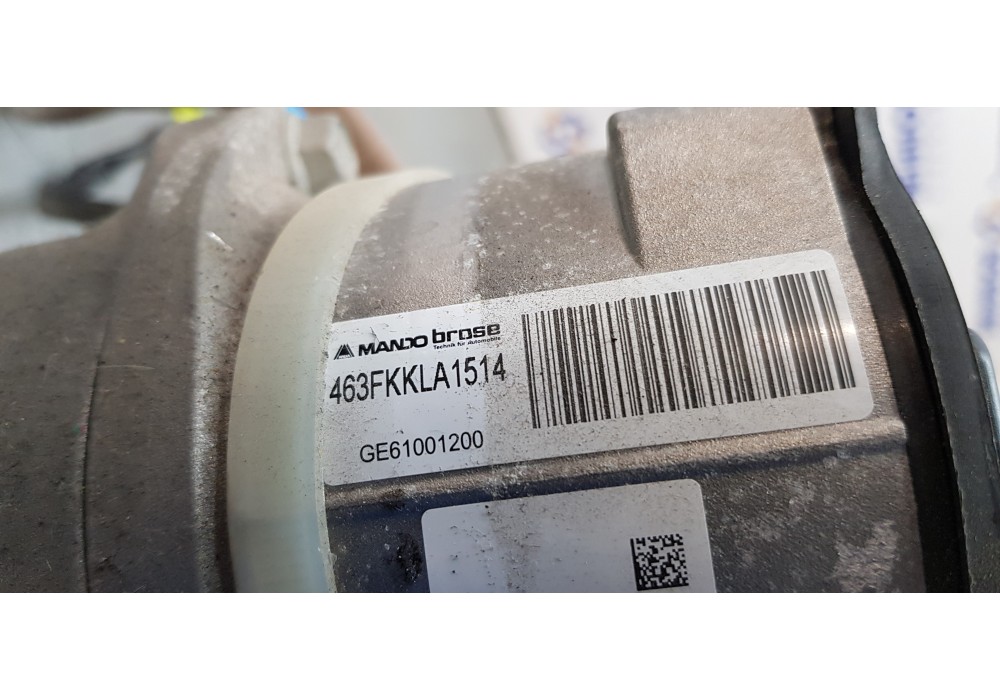 MANDO brose
Technik für Automobile
463FKKLA1514
GE61001200